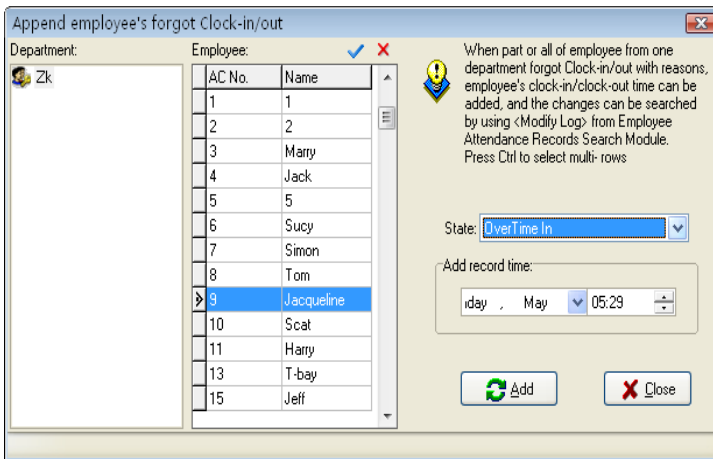 Append employee's forgot Clock-in/out
Department:
Zk
Employee:
AC No. Name
1 1
2 2
3 Marry
4 Jack
5 5
6 Sucy
7 Simon
8 Tom
9 Jacqueline
10 Scat
11 Harry
13 T-bay
15 Jeff
When part or all of employee from one
department forgot Clock-in/out with reasons,
employee's clock-in/clock-out time can be
added, and the changes can be searched
by using <Modify Log> from Employee
Attendance Records Search Module.
Press Ctrl to select multi- rows
State: OverTime In
Add record time:
, May 05:29
Add
Close